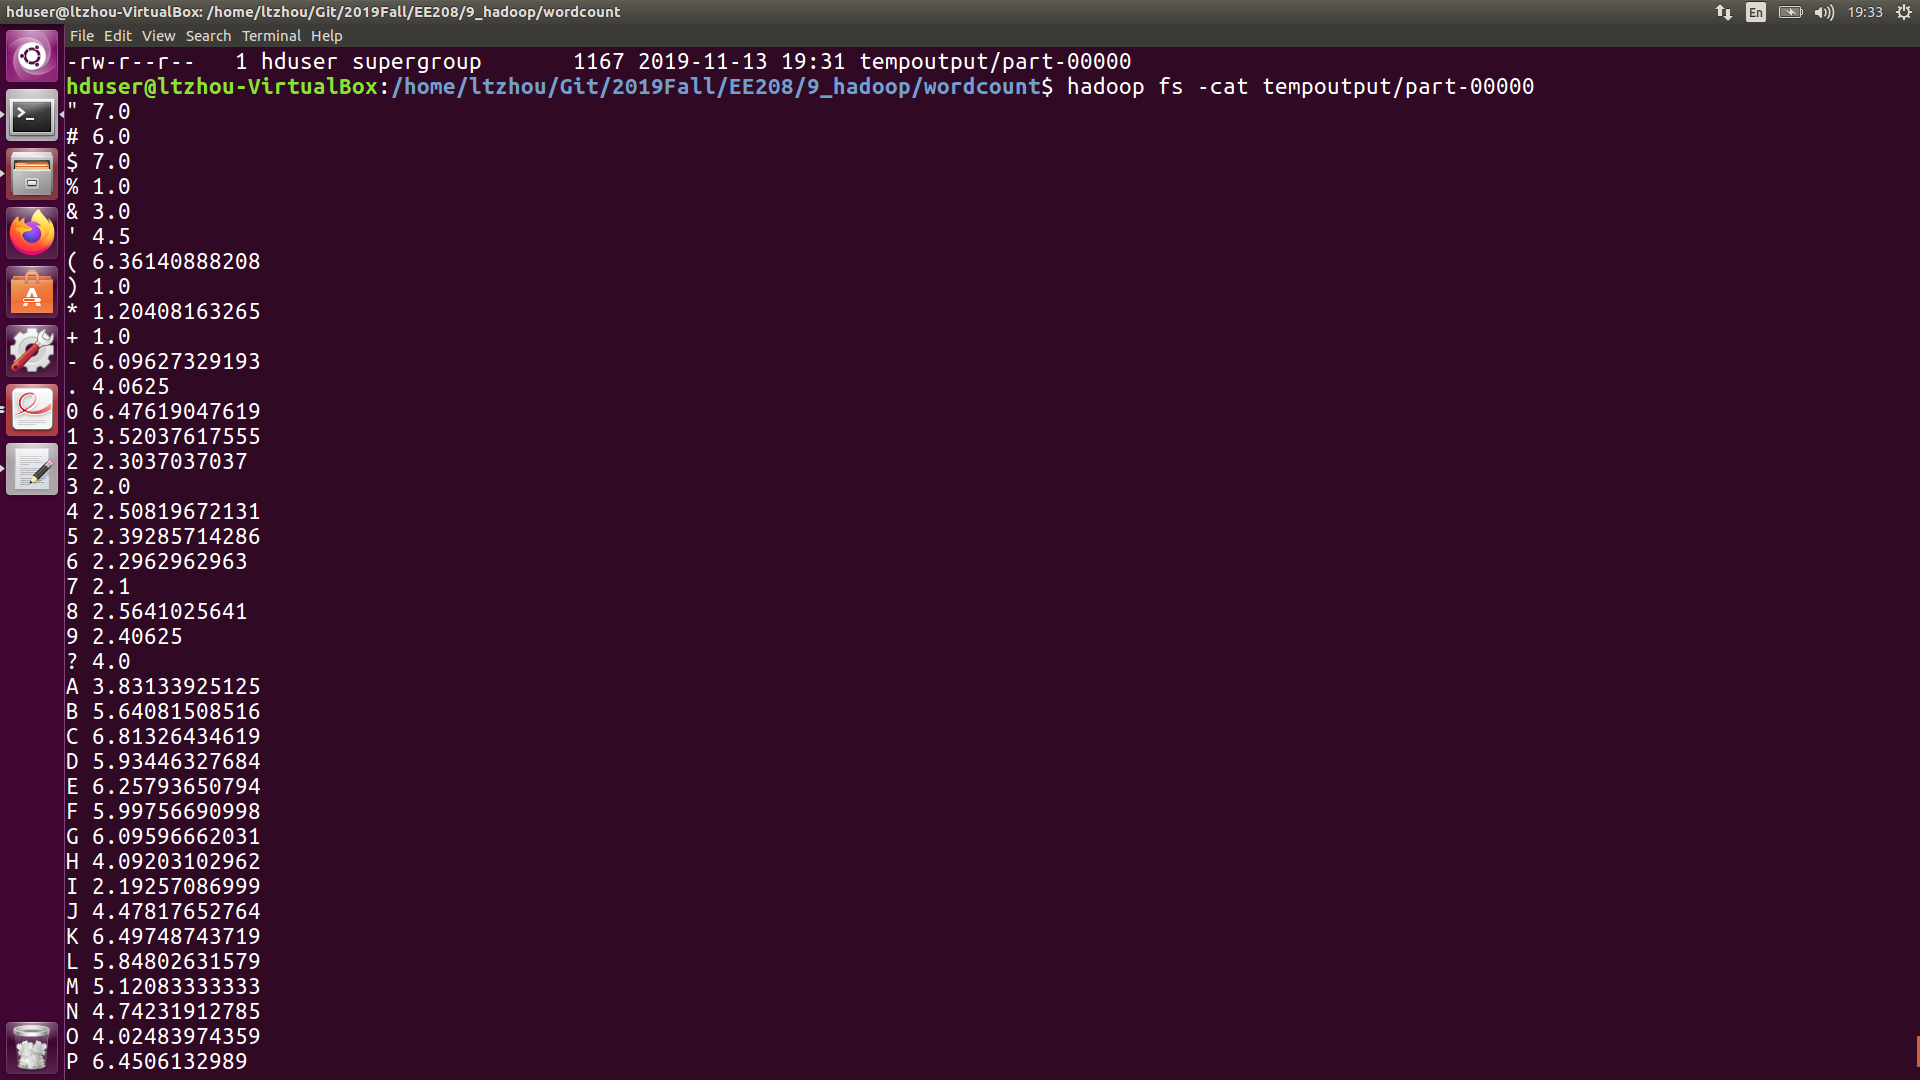 hduser@ltzhou-VirtualBox: /home/ltzhou/Git/2019Fall/EE208/9_hadoop/wordcount
En
19:33
File Edit View Search Terminal Help
-rw-r--r--   1 hduser supergroup       1167 2019-11-13 19:31 tempoutput/part-00000
hduser@ltzhou-VirtualBox:/home/ltzhou/Git/2019Fall/EE208/9_hadoop/wordcount$ hadoop fs -cat tempoutput/part-00000
" 7.0
# 6.0
$ 7.0
% 1.0
& 3.0
' 4.5
( 6.36140888208
) 1.0
* 1.20408163265
+ 1.0
- 6.09627329193
. 4.0625
0 6.47619047619
1 3.52037617555
2 2.3037037037
3 2.0
4 2.50819672131
5 2.39285714286
6 2.2962962963
7 2.1
8 2.5641025641
9 2.40625
? 4.0
A 3.83133925125
B 5.64081508516
C 6.81326434619
D 5.93446327684
E 6.25793650794
F 5.99756690998
G 6.09596662031
H 4.09203102962
I 2.19257086999
J 4.47817652764
K 6.49748743719
L 5.84802631579
M 5.12083333333
N 4.74231912785
O 4.02483974359
P 6.4506132989